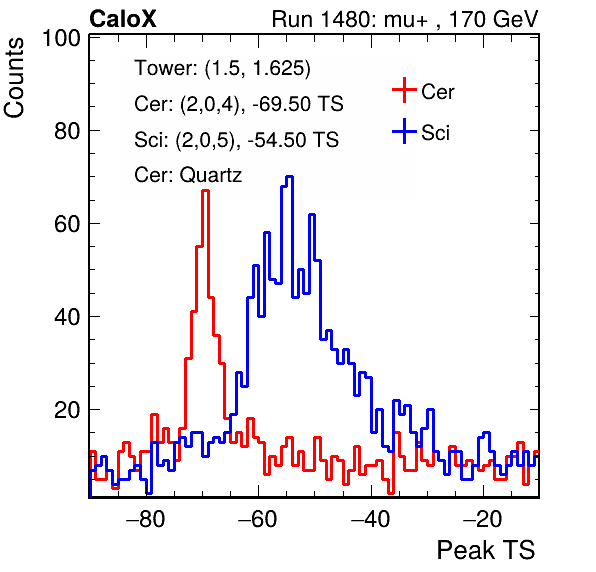 CaloX Run 1480: mu+ , 170 GeV
Counts
Tower: (1.5, 1.625)
Cer: (2,0,4), -69.50 TS
Sci: (2,0,5), -54.50 TS
Cer: Quartz
Cer
Sci
100
80
60
40
20
−80 −60 −40 −20
Peak TS